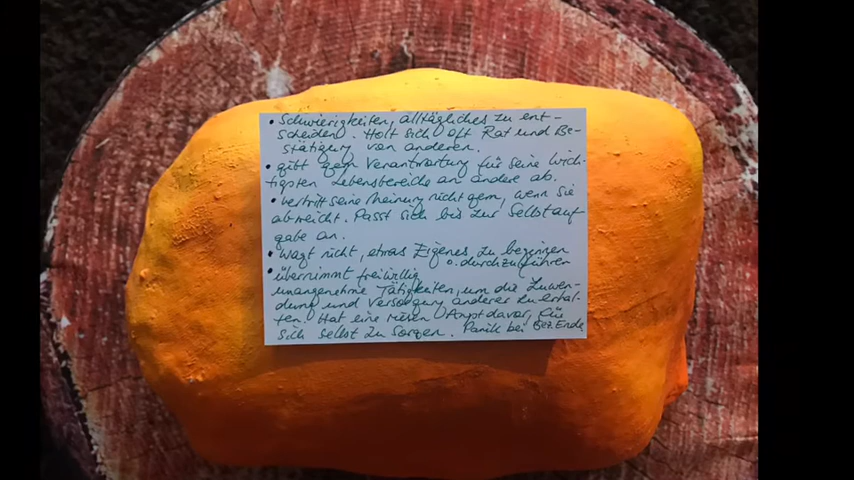 • Schwierigkeiten, alltägliches zu ent-
scheiden. Holt sich oft Rat und Be-
stätigung von anderen.
• gibt gern Verantwortung für seine wich-
tigsten Lebensbereiche an andere ab.
• vertritt seine Meinung nicht gern, wenn sie
abweicht. Passt sich bis zur Selbstauf-
gabe an.
• wagt nicht, etwas Eigenes zu beginnen
o. durchzuführen
• übernimmt freiwillig
unangenehme Tätigkeiten, um die Zuwen-
dung und Versorgung anderer zu erhal-
ten. Hat eine Angst davor, für
sich selbst zu sorgen. Panik bei Bez.Ende